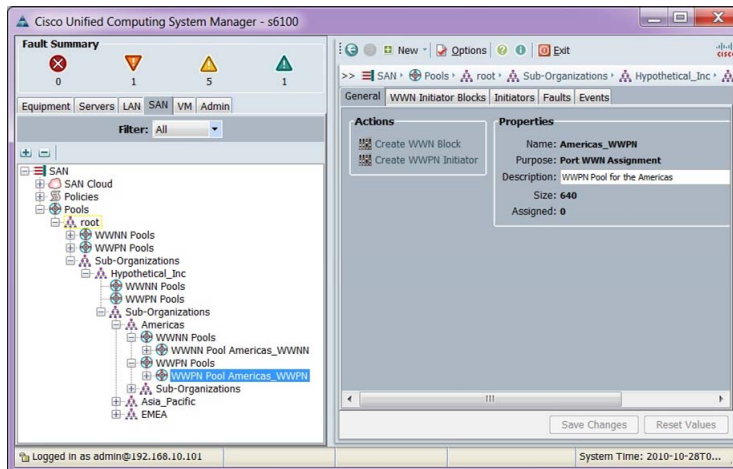 Cisco Unified Computing System Manager - s6100
Fault Summary
0 1 5 1
Equipment Servers LAN SAN VM Admin
Filter: All
SAN
SAN Cloud
Policies
Pools
root
WWNN Pools
WWPN Pools
Sub-Organizations
Hypothetical_Inc
WWNN Pools
WWPN Pools
Sub-Organizations
Americas
WWNN Pools
WWNN Pool Americas_WWNN
WWPN Pools
WWPN Pool Americas_WWPN
Sub-Organizations
Asia_Pacific
EMEA
New Options Exit
CISCO
>> SAN Pools root Sub-Organizations Hypothetical_Inc
General WWN Initiator Blocks Initiators Faults Events
Actions
Create WWN Block
Create WWPN Initiator
Properties
Name: Americas_WWPN
Purpose: Port WWN Assignment
Description: WWPN Pool for the Americas
Size: 640
Assigned: 0
Save Changes Reset Values
Logged in as admin@192.168.10.101
System Time: 2010-10-28T0...